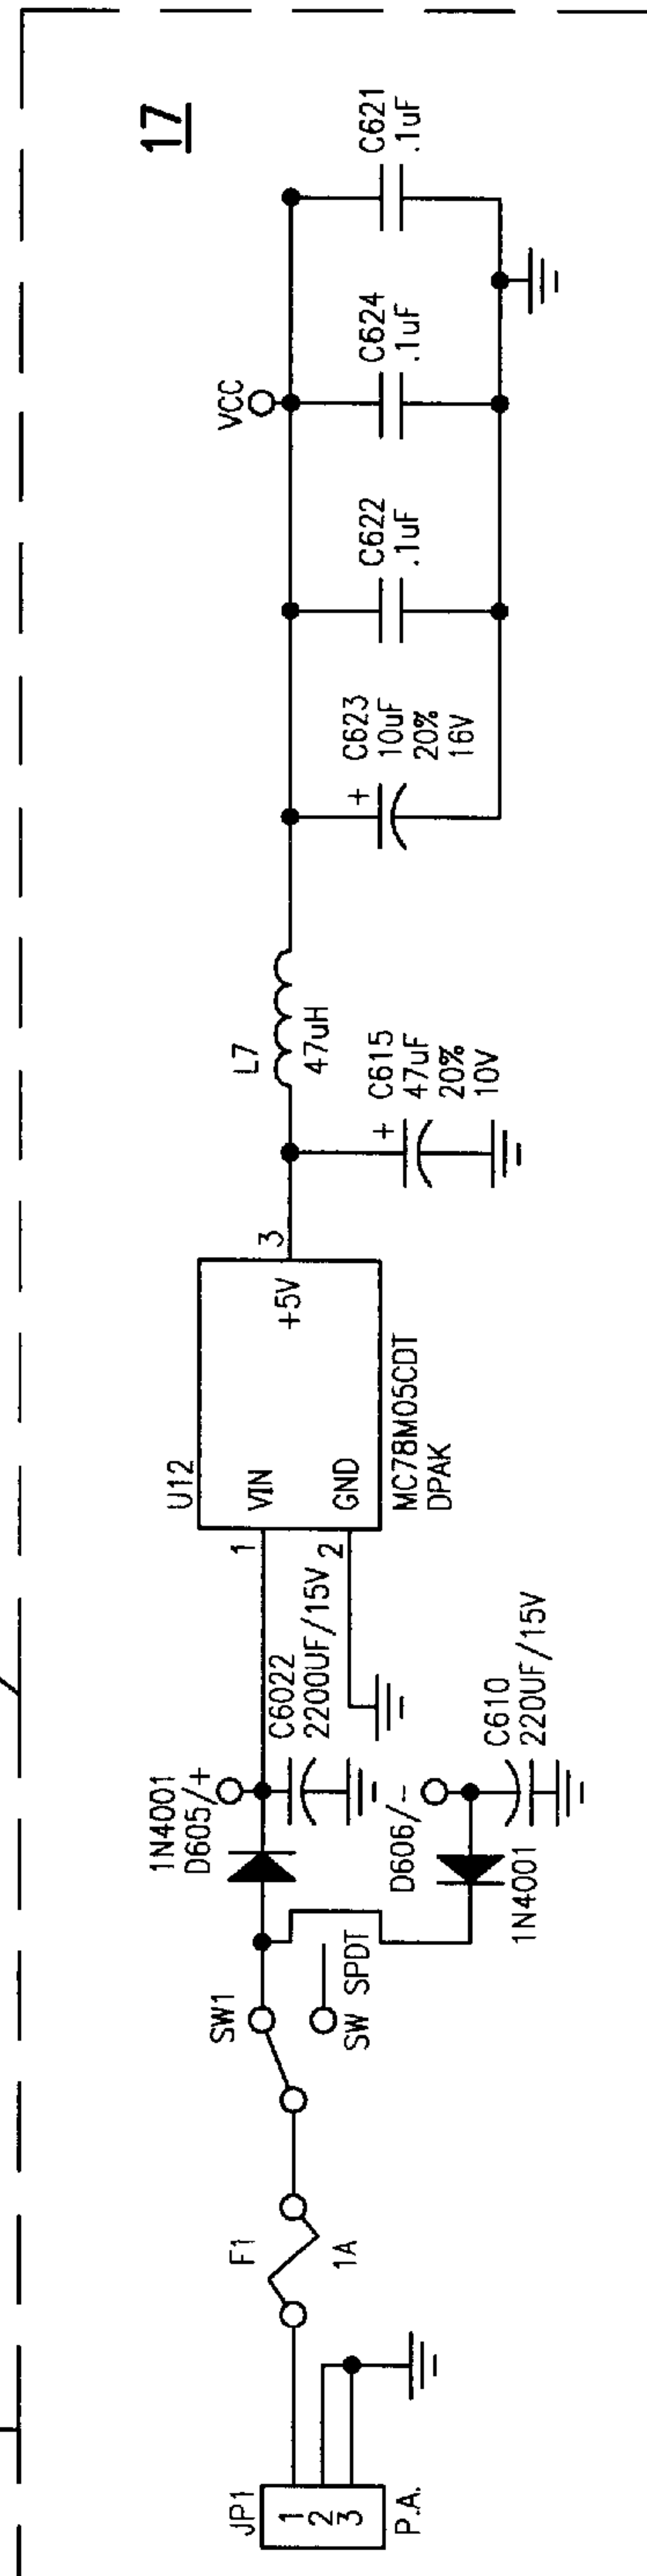 17
JP1
1
2
3
P.A.
F1
1A
SW1
SW SPDT
1N4001
D605/+
C6022
2200UF/15V
D606/-
1N4001
C610
220UF/15V
U12
1
VIN
2
GND
3
+5V
MC78M05CDT
DPAK
L7
47uH
+
C615
47uF
20%
10V
+
C623
10uF
20%
16V
C622
.1uF
VCC
C624
.1uF
C621
.1uF